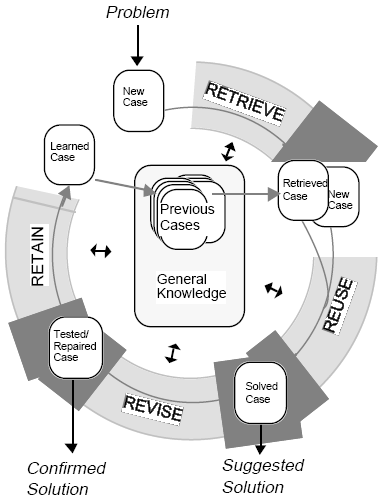 Problem
New
Case
RETRIEVE
Learned
Case
Retrieved
Case
New
Case
Previous
Cases
General
Knowledge
RETAIN
REUSE
Tested/
Repaired
Case
REVISE
Solved
Case
Confirmed
Solution
Suggested
Solution